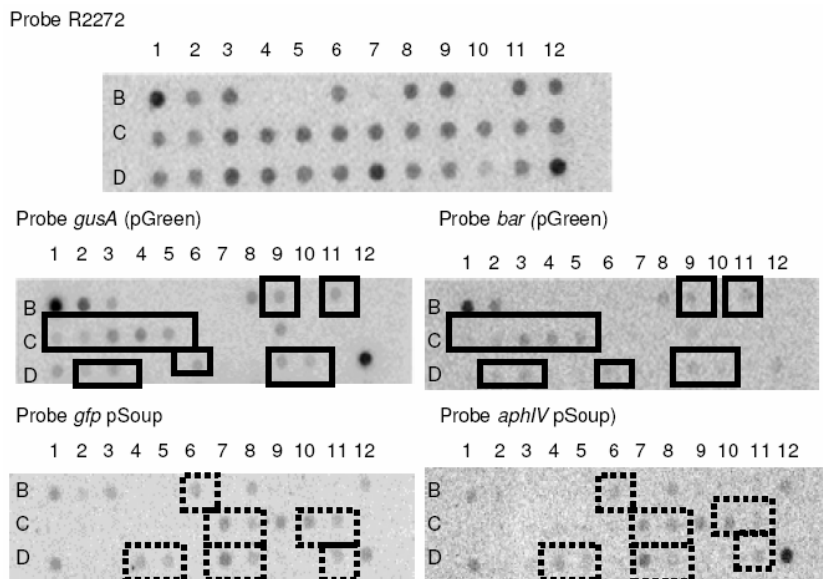 Probe R2272
1 2 3 4 5 6 7 8 9 10 11 12
B
C
D
Probe gusA (pGreen)
1 2 3 4 5 6 7 8 9 10 11 12
B
C
D
Probe bar (pGreen)
1 2 3 4 5 6 7 8 9 10 11 12
B
C
D
Probe gfp pSoup
1 2 3 4 5 6 7 8 9 10 11 12
B
C
D
Probe aphIV pSoup)
1 2 3 4 5 6 7 8 9 10 11 12
B
C
D